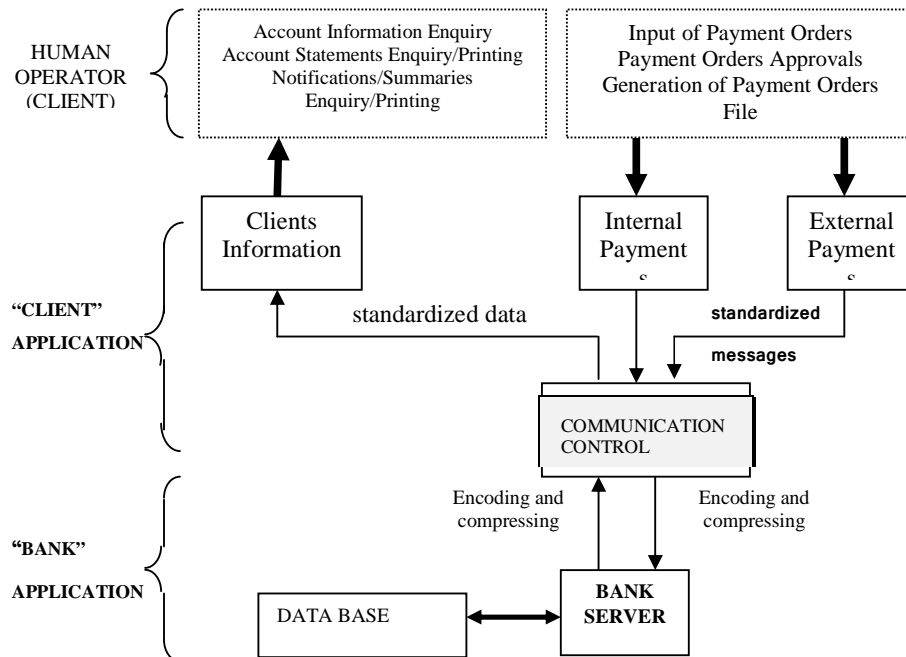 HUMAN
OPERATOR
(CLIENT)
Account Information Enquiry
Account Statements Enquiry/Printing
Notifications/Summaries
Enquiry/Printing
Input of Payment Orders
Payment Orders Approvals
Generation of Payment Orders
File
“CLIENT”
APPLICATION
Clients
Information
Internal
Payment
s
External
Payment
s
standardized data
standardized
messages
COMMUNICATION
CONTROL
Encoding and
compressing
Encoding and
compressing
“BANK”
APPLICATION
DATA BASE
BANK
SERVER